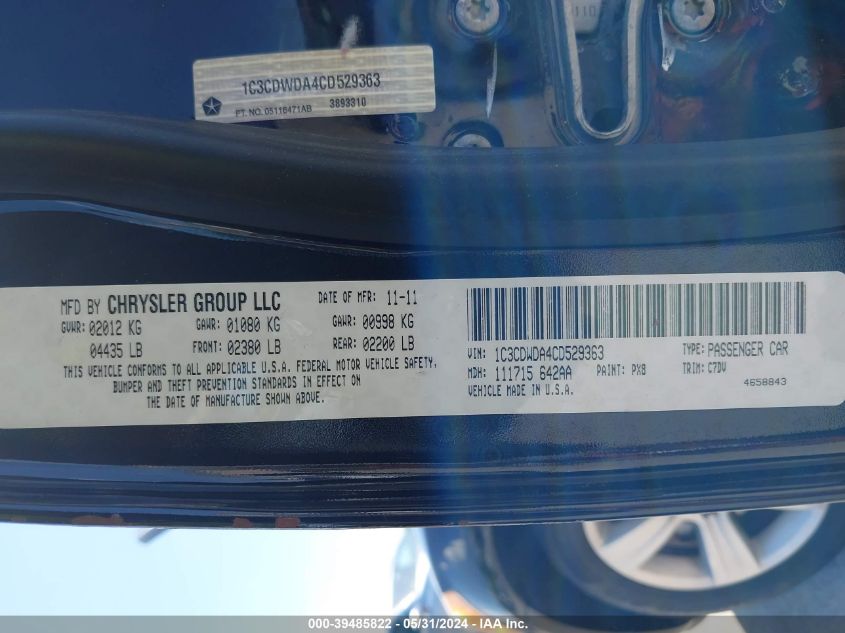 110
1C3CDWDA4CD529363
PT. NO. 05116471AB 3893310
MFD BY CHRYSLER GROUP LLC DATE OF MFR: 11-11
GVWR: 02012 KG GAWR: 01080 KG GAWR: 00998 KG
04435 LB FRONT: 02380 LB REAR: 02200 LB
THIS VEHICLE CONFORMS TO ALL APPLICABLE U.S.A. FEDERAL MOTOR VEHICLE SAFETY,
BUMPER AND THEFT PREVENTION STANDARDS IN EFFECT ON
THE DATE OF MANUFACTURE SHOWN ABOVE.
VIN: 1C3CDWDA4CD529363 TYPE: PASSENGER CAR
MDH: 111715 642AA PAINT: PX8 TRIM: C7DV
VEHICLE MADE IN U.S.A. 4658843
000-39485822 - 05/31/2024 - IAA Inc.